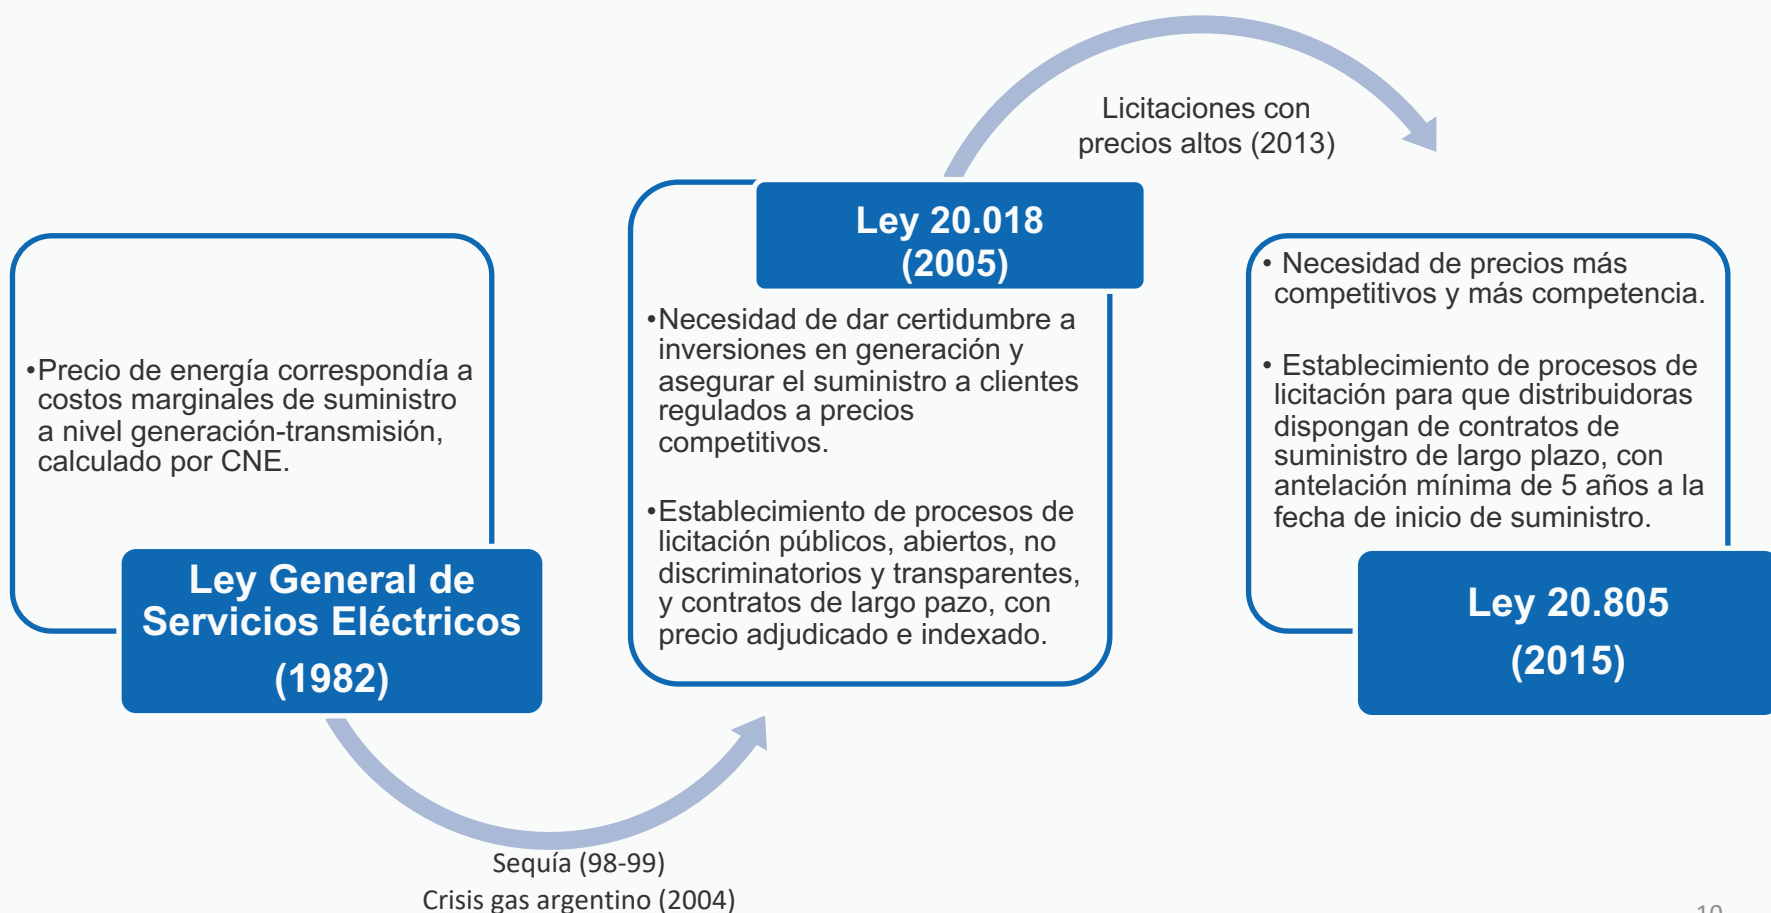 •Precio de energía correspondía a
costos marginales de suministro
a nivel generación-transmisión,
calculado por CNE.
Ley General de
Servicios Eléctricos
(1982)
Sequía (98-99)
Crisis gas argentino (2004)
Ley 20.018
(2005)
•Necesidad de dar certidumbre a
inversiones en generación y
asegurar el suministro a clientes
regulados a precios
competitivos.
•Establecimiento de procesos de
licitación públicos, abiertos, no
discriminatorios y transparentes,
y contratos de largo pazo, con
precio adjudicado e indexado.
Licitaciones con
precios altos (2013)
• Necesidad de precios más
competitivos y más competencia.
• Establecimiento de procesos de
licitación para que distribuidoras
dispongan de contratos de
suministro de largo plazo, con
antelación mínima de 5 años a la
fecha de inicio de suministro.
Ley 20.805
(2015)
10